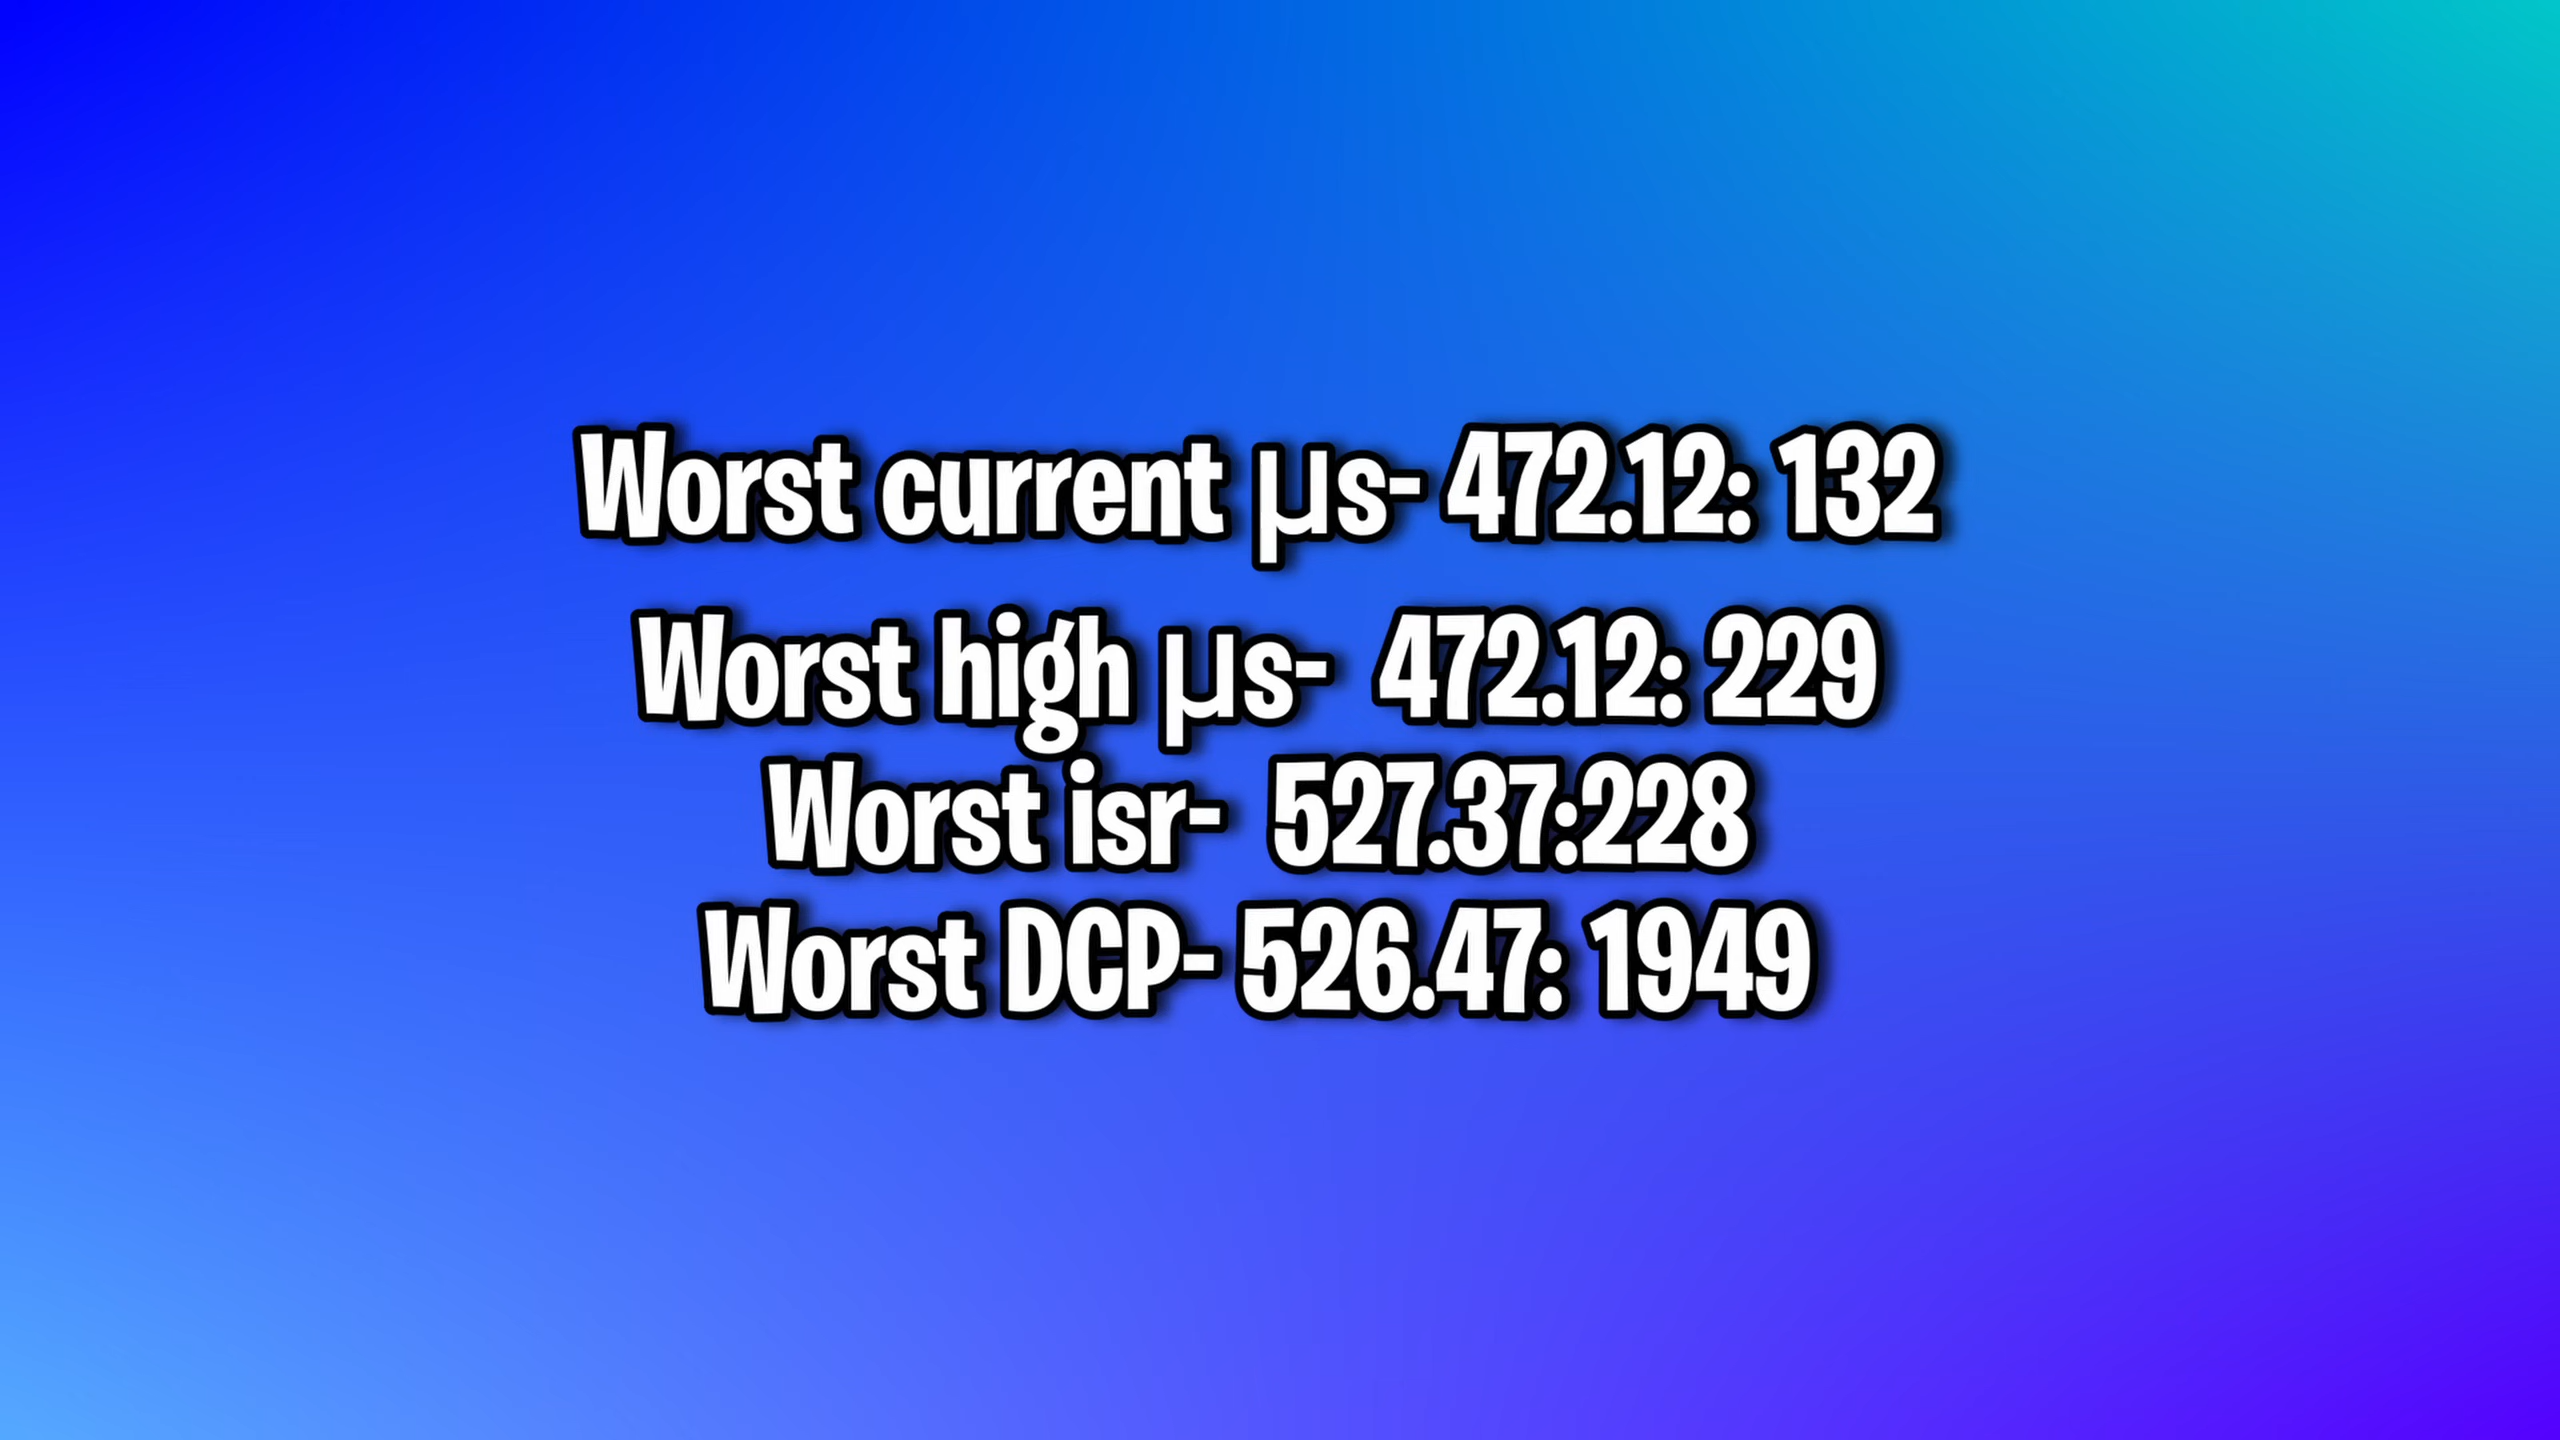 Worst current µs- 472.12: 132
Worst high µs- 472.12: 229
Worst isr- 527.37:228
Worst DCP- 526.47: 1949